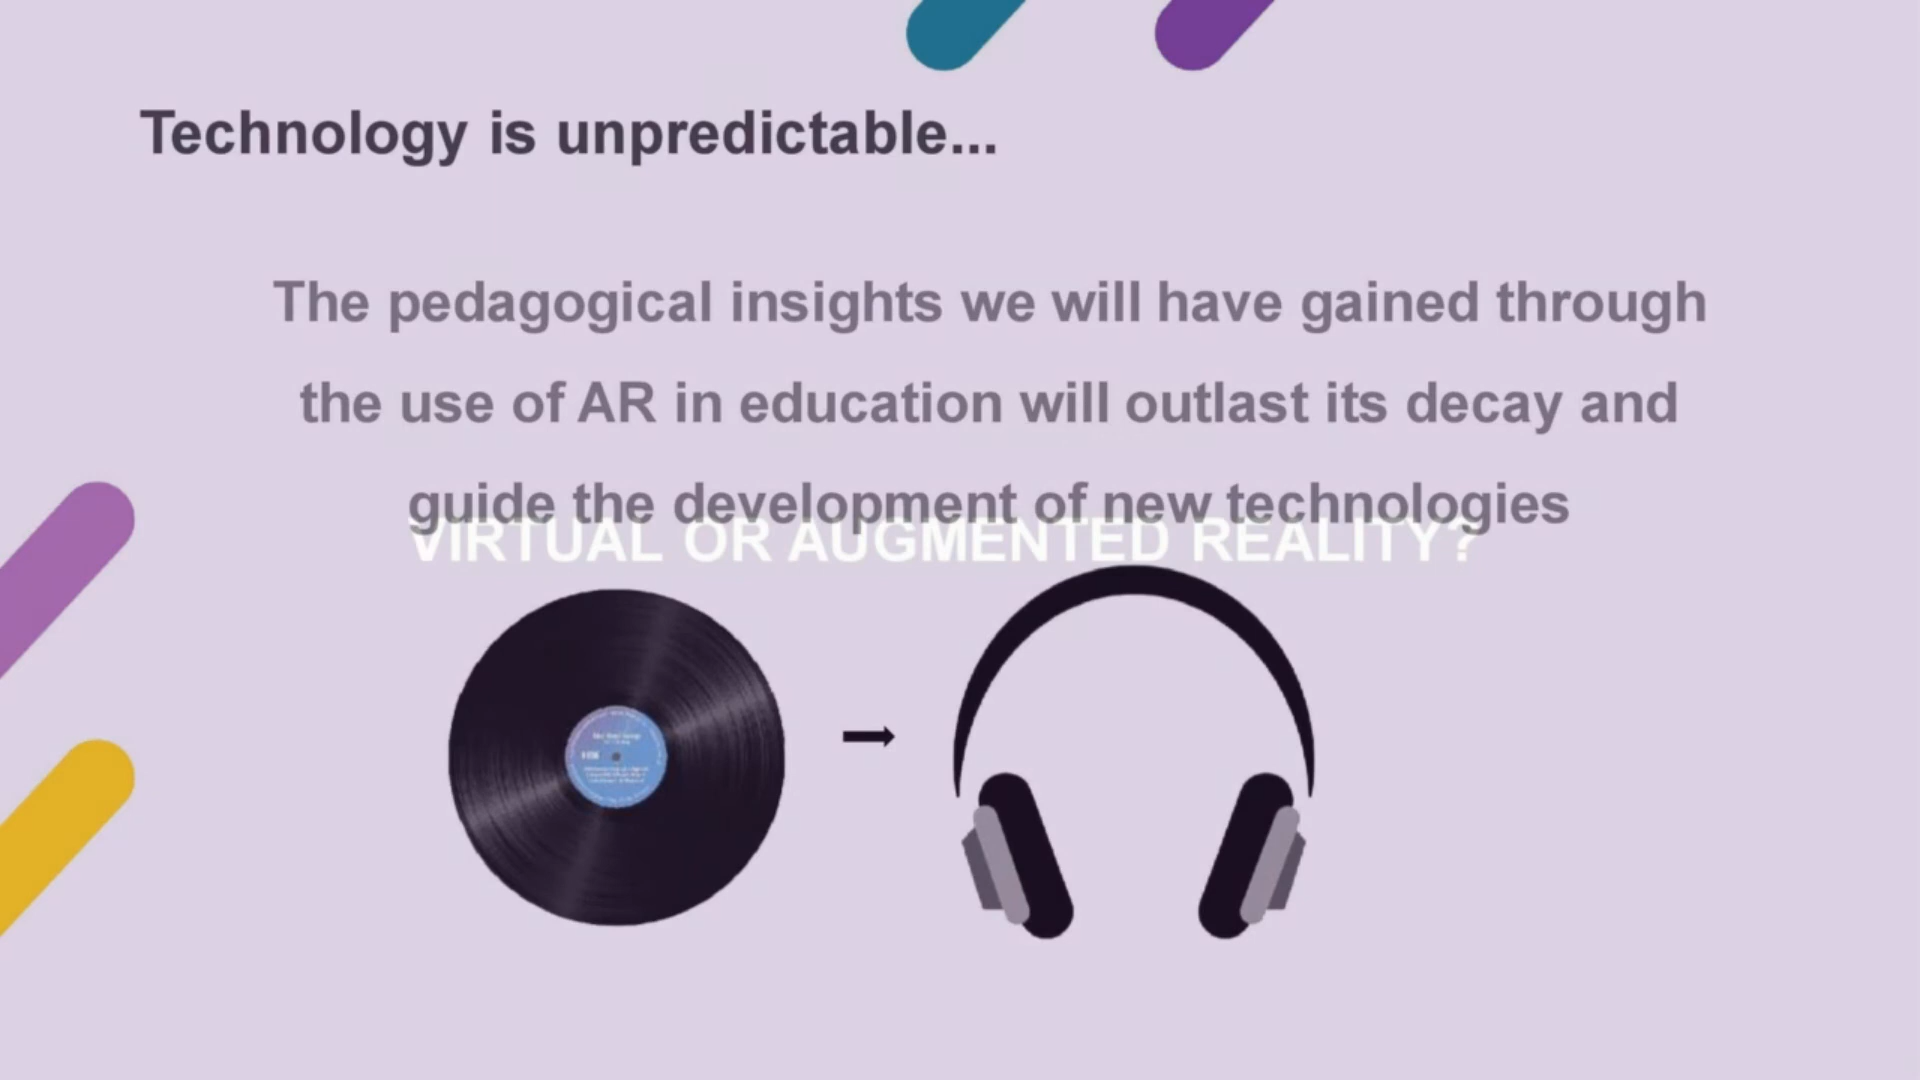 Technology is unpredictable...
The pedagogical insights we will have gained through
the use of AR in education will outlast its decay and
guide the development of new technologies
VIRTUAL OR AUGMENTED REALITY?